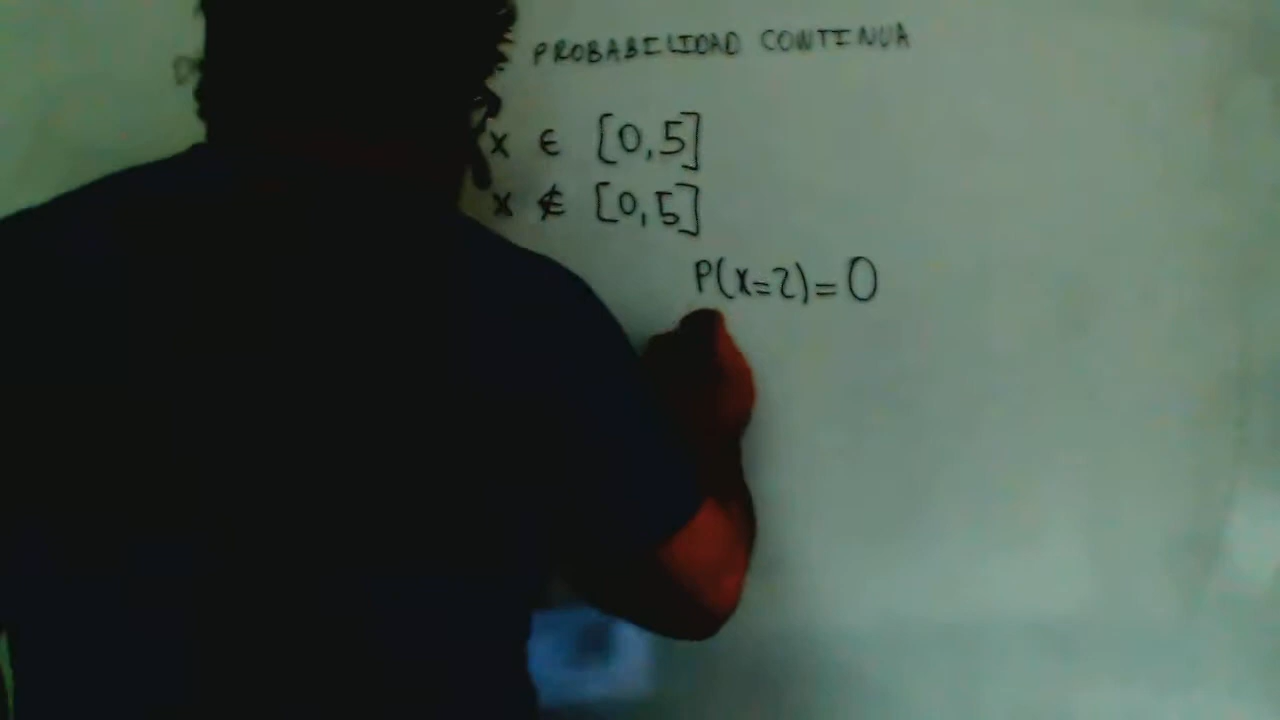 PROBABILIDAD CONTINUA
x ∈ [0,5]
x ∉ [0,5]
P(x=2)=0